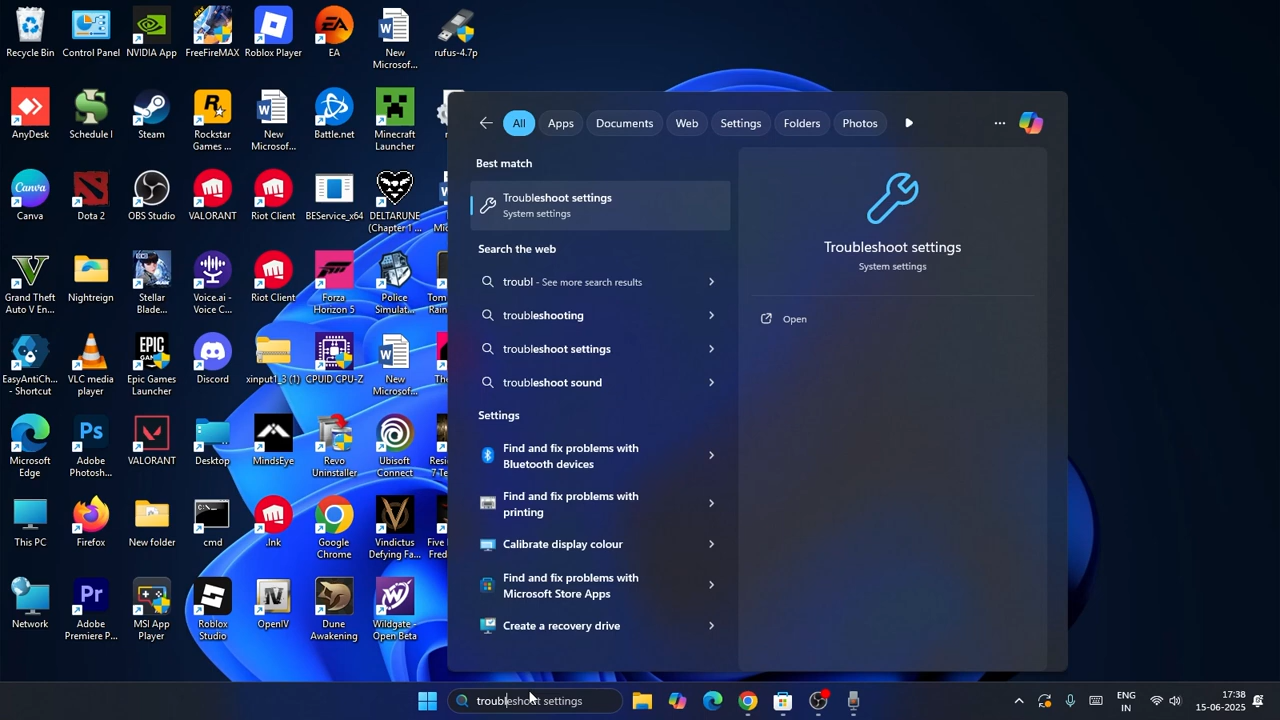 Recycle Bin
Control Panel
NVIDIA App
FreeFireMAX
Roblox Player
EA
New
Microsof...
rufus-4.7p
AnyDesk
Schedule I
Steam
Rockstar
Games ...
New
Microsof...
Battle.net
Minecraft
Launcher
Canva
Dota 2
OBS Studio
VALORANT
Riot Client
BEService_x64
DELTARUNE
(Chapter 1 ...
Grand Theft
Auto V En...
Nightreign
Stellar
Blade...
Voice.ai -
Voice C...
Riot Client
Forza
Horizon 5
Police
Simulat...
EasyAntiCh...
- Shortcut
VLC media
player
Epic Games
Launcher
Discord
xinput1_3 (1)
CPUID CPU-Z
New
Microsof...
Microsoft
Edge
Adobe
Photosh...
VALORANT
Desktop
MindsEye
Revo
Uninstaller
Ubisoft
Connect
This PC
Firefox
New folder
cmd
.lnk
Google
Chrome
Vindictus
Defying Fa...
Network
Adobe
Premiere P...
MSI App
Player
Roblox
Studio
OpenIV
Dune
Awakening
Wildgate -
Open Beta
All
Apps
Documents
Web
Settings
Folders
Photos
Best match
Troubleshoot settings
System settings
Search the web
troubl - See more search results
troubleshooting
troubleshoot settings
troubleshoot sound
Settings
Find and fix problems with
Bluetooth devices
Find and fix problems with
printing
Calibrate display colour
Find and fix problems with
Microsoft Store Apps
Create a recovery drive
Troubleshoot settings
System settings
Open
troubleshoot settings
ENG
IN
17:38
15-06-2025